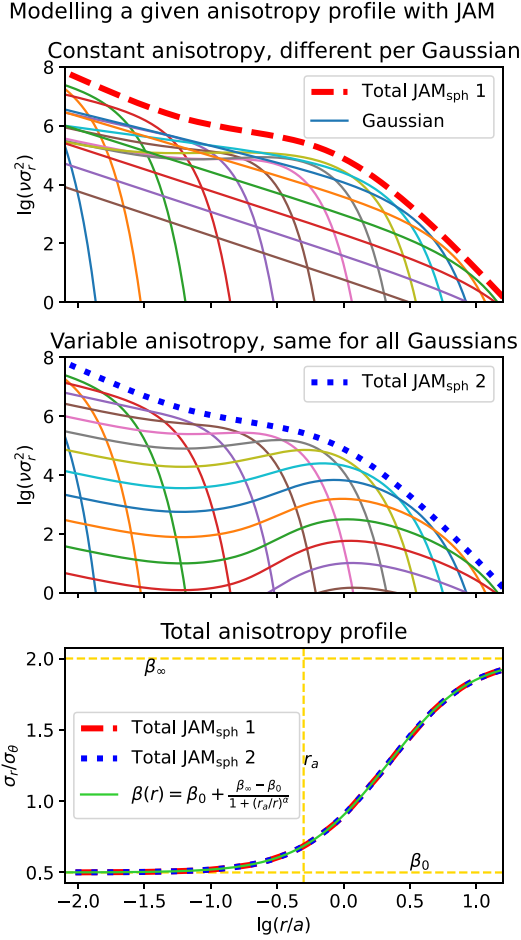 Modelling a given anisotropy profile with JAM
Constant anisotropy, different per Gaussian
8
6
4
2
0
lg(νσ_r^2)
Total JAM_sph 1
Gaussian
Variable anisotropy, same for all Gaussians
8
6
4
2
0
lg(νσ_r^2)
Total JAM_sph 2
Total anisotropy profile
2.0
1.5
1.0
0.5
σ_r/σ_θ
β_∞
Total JAM_sph 1
Total JAM_sph 2
β(r) = β_0 + (β_∞ − β_0)/(1 + (r_a/r)^α)
r_a
β_0
−2.0 −1.5 −1.0 −0.5 0.0 0.5 1.0
lg(r/a)